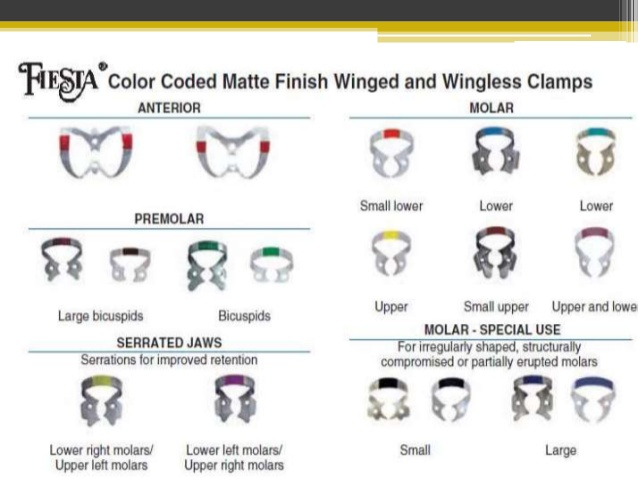 FIESTA® Color Coded Matte Finish Winged and Wingless Clamps
ANTERIOR
PREMOLAR
Large bicuspids
Bicuspids
SERRATED JAWS
Serrations for improved retention
Lower right molars/
Upper left molars
Lower left molars/
Upper right molars
MOLAR
Small lower
Lower
Lower
Upper
Small upper
Upper and lowe
MOLAR - SPECIAL USE
For irregularly shaped, structurally
compromised or partially erupted molars
Small
Large